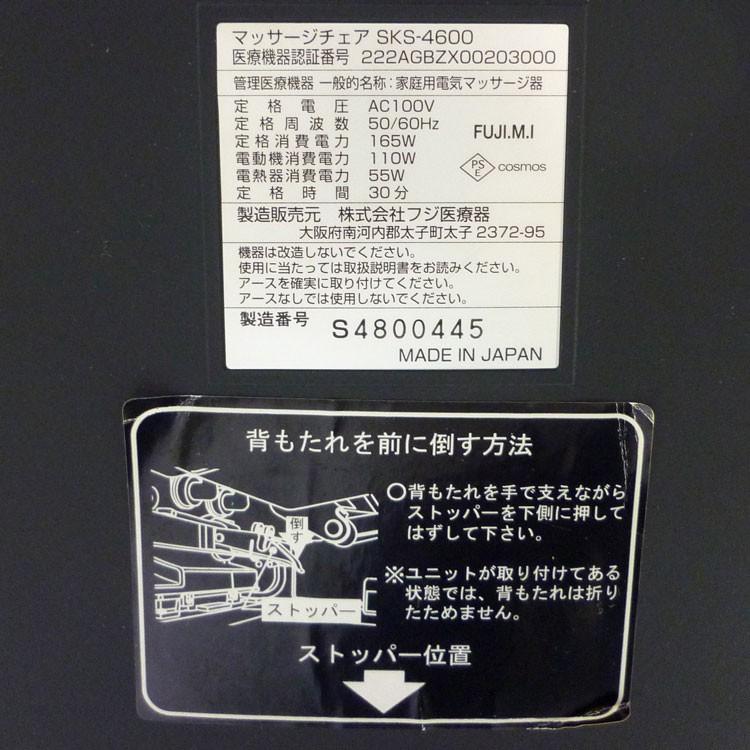 マッサージチェア SKS-4600
医療機器認証番号 222AGBZX00203000
管理医療機器 一般的名称：家庭用電気マッサージ器
定格電圧 AC100V
定格周波数 50/60Hz
定格消費電力 165W
電動機消費電力 110W
電熱器消費電力 55W
定格時間 30分
FUJI.M.I
PSE cosmos
製造販売元 株式会社フジ医療器
大阪府南河内郡太子町太子 2372-95
機器は改造しないでください。
使用に当たっては取扱説明書をお読みください。
アースを確実に取り付けてください。
アースなしでは使用しないでください。
製造番号 S4800445
MADE IN JAPAN
背もたれを前に倒す方法
倒す
ストッパー
○背もたれを手で支えながら
ストッパーを下側に押して
はずして下さい。
※ユニットが取り付けてある
状態では、背もたれは折り
たためません。
ストッパー位置